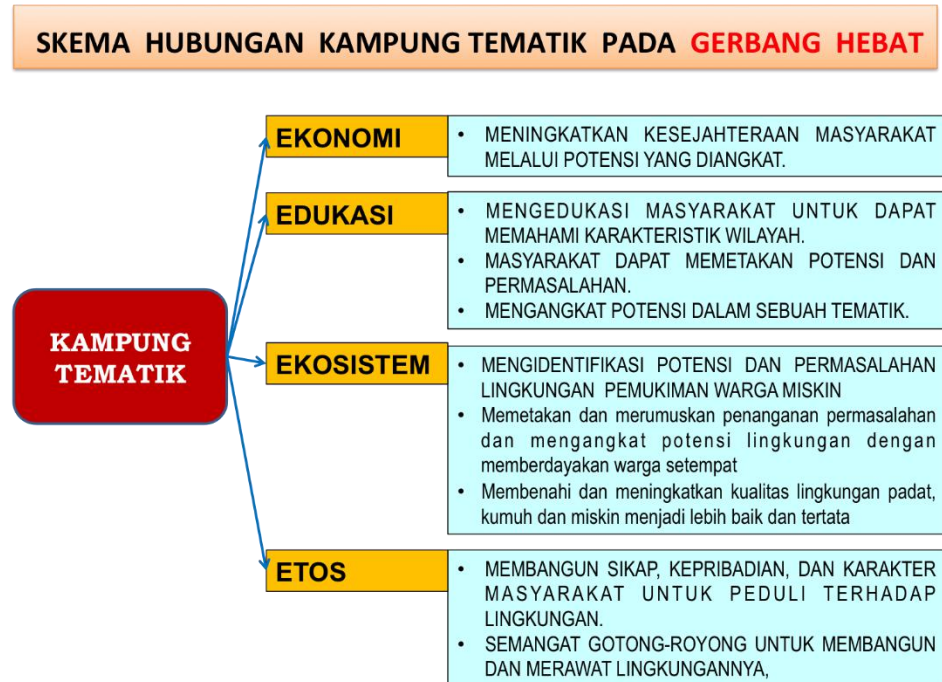 SKEMA HUBUNGAN KAMPUNG TEMATIK PADA GERBANG HEBAT
KAMPUNG
TEMATIK
EKONOMI
• MENINGKATKAN KESEJAHTERAAN MASYARAKAT
MELALUI POTENSI YANG DIANGKAT.
EDUKASI
• MENGEDUKASI MASYARAKAT UNTUK DAPAT
MEMAHAMI KARAKTERISTIK WILAYAH.
• MASYARAKAT DAPAT MEMETAKAN POTENSI DAN
PERMASALAHAN.
• MENGANGKAT POTENSI DALAM SEBUAH TEMATIK.
EKOSISTEM
• MENGIDENTIFIKASI POTENSI DAN PERMASALAHAN
LINGKUNGAN PEMUKIMAN WARGA MISKIN
• Memetakan dan merumuskan penanganan permasalahan
dan mengangkat potensi lingkungan dengan
memberdayakan warga setempat
• Membenahi dan meningkatkan kualitas lingkungan padat,
kumuh dan miskin menjadi lebih baik dan tertata
ETOS
• MEMBANGUN SIKAP, KEPRIBADIAN, DAN KARAKTER
MASYARAKAT UNTUK PEDULI TERHADAP
LINGKUNGAN.
• SEMANGAT GOTONG-ROYONG UNTUK MEMBANGUN
DAN MERAWAT LINGKUNGANNYA,